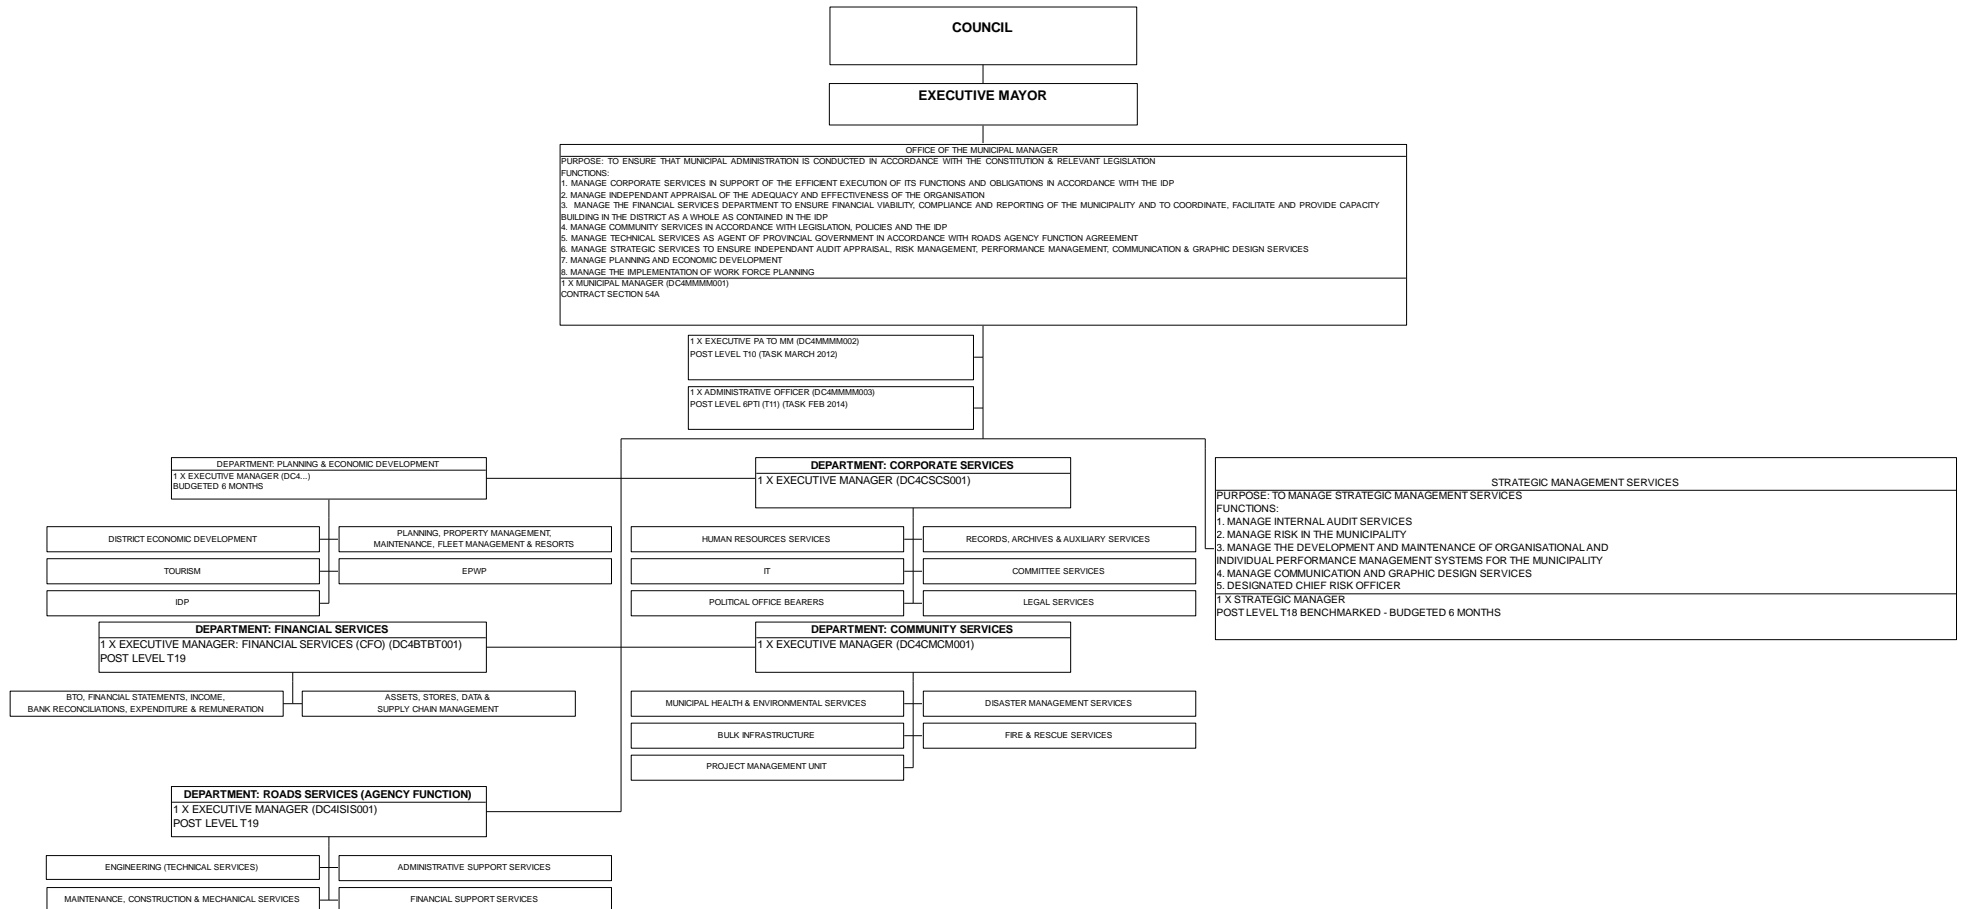 COUNCIL
EXECUTIVE MAYOR
OFFICE OF THE MUNICIPAL MANAGER
PURPOSE: TO ENSURE THAT MUNICIPAL ADMINISTRATION IS CONDUCTED IN ACCORDANCE WITH THE CONSTITUTION & RELEVANT LEGISLATION
FUNCTIONS:
1. MANAGE CORPORATE SERVICES IN SUPPORT OF THE EFFICIENT EXECUTION OF ITS FUNCTIONS AND OBLIGATIONS IN ACCORDANCE WITH THE IDP
2. MANAGE INDEPENDANT APPRAISAL OF THE ADEQUACY AND EFFECTIVENESS OF THE ORGANISATION
3. MANAGE THE FINANCIAL SERVICES DEPARTMENT TO ENSURE FINANCIAL VIABILITY, COMPLIANCE AND REPORTING OF THE MUNICIPALITY AND TO COORDINATE, FACILITATE AND PROVIDE CAPACITY
BUILDING IN THE DISTRICT AS A WHOLE AS CONTAINED IN THE IDP
4. MANAGE COMMUNITY SERVICES IN ACCORDANCE WITH LEGISLATION, POLICIES AND THE IDP
5. MANAGE TECHNICAL SERVICES AS AGENT OF PROVINCIAL GOVERNMENT IN ACCORDANCE WITH ROADS AGENCY FUNCTION AGREEMENT
6. MANAGE STRATEGIC SERVICES TO ENSURE INDEPENDANT AUDIT APPRAISAL, RISK MANAGEMENT, PERFORMANCE MANAGEMENT, COMMUNICATION & GRAPHIC DESIGN SERVICES
7. MANAGE PLANNING AND ECONOMIC DEVELOPMENT
8. MANAGE THE IMPLEMENTATION OF WORK FORCE PLANNING
1 X MUNICIPAL MANAGER (DC4MMMM001)
CONTRACT SECTION 54A
1 X EXECUTIVE PA TO MM (DC4MMMM002)
POST LEVEL T10 (TASK MARCH 2012)
1 X ADMINISTRATIVE OFFICER (DC4MMMM003)
POST LEVEL 6PTI (T11) (TASK FEB 2014)
DEPARTMENT: PLANNING & ECONOMIC DEVELOPMENT
1 X EXECUTIVE MANAGER (DC4...)
BUDGETED 6 MONTHS
DISTRICT ECONOMIC DEVELOPMENT
PLANNING, PROPERTY MANAGEMENT,
MAINTENANCE, FLEET MANAGEMENT & RESORTS
TOURISM
EPWP
IDP
DEPARTMENT: CORPORATE SERVICES
1 X EXECUTIVE MANAGER (DC4CSCS001)
HUMAN RESOURCES SERVICES
RECORDS, ARCHIVES & AUXILIARY SERVICES
IT
COMMITTEE SERVICES
POLITICAL OFFICE BEARERS
LEGAL SERVICES
STRATEGIC MANAGEMENT SERVICES
PURPOSE: TO MANAGE STRATEGIC MANAGEMENT SERVICES
FUNCTIONS:
1. MANAGE INTERNAL AUDIT SERVICES
2. MANAGE RISK IN THE MUNICIPALITY
3. MANAGE THE DEVELOPMENT AND MAINTENANCE OF ORGANISATIONAL AND
INDIVIDUAL PERFORMANCE MANAGEMENT SYSTEMS FOR THE MUNICIPALITY
4. MANAGE COMMUNICATION AND GRAPHIC DESIGN SERVICES
5. DESIGNATED CHIEF RISK OFFICER
1 X STRATEGIC MANAGER
POST LEVEL T18 BENCHMARKED - BUDGETED 6 MONTHS
DEPARTMENT: FINANCIAL SERVICES
1 X EXECUTIVE MANAGER: FINANCIAL SERVICES (CFO) (DC4BTBT001)
POST LEVEL T19
BTO, FINANCIAL STATEMENTS, INCOME,
BANK RECONCILIATIONS, EXPENDITURE & REMUNERATION
ASSETS, STORES, DATA &
SUPPLY CHAIN MANAGEMENT
DEPARTMENT: COMMUNITY SERVICES
1 X EXECUTIVE MANAGER (DC4CMCM001)
MUNICIPAL HEALTH & ENVIRONMENTAL SERVICES
DISASTER MANAGEMENT SERVICES
BULK INFRASTRUCTURE
FIRE & RESCUE SERVICES
PROJECT MANAGEMENT UNIT
DEPARTMENT: ROADS SERVICES (AGENCY FUNCTION)
1 X EXECUTIVE MANAGER (DC4ISIS001)
POST LEVEL T19
ENGINEERING (TECHNICAL SERVICES)
ADMINISTRATIVE SUPPORT SERVICES
MAINTENANCE, CONSTRUCTION & MECHANICAL SERVICES
FINANCIAL SUPPORT SERVICES